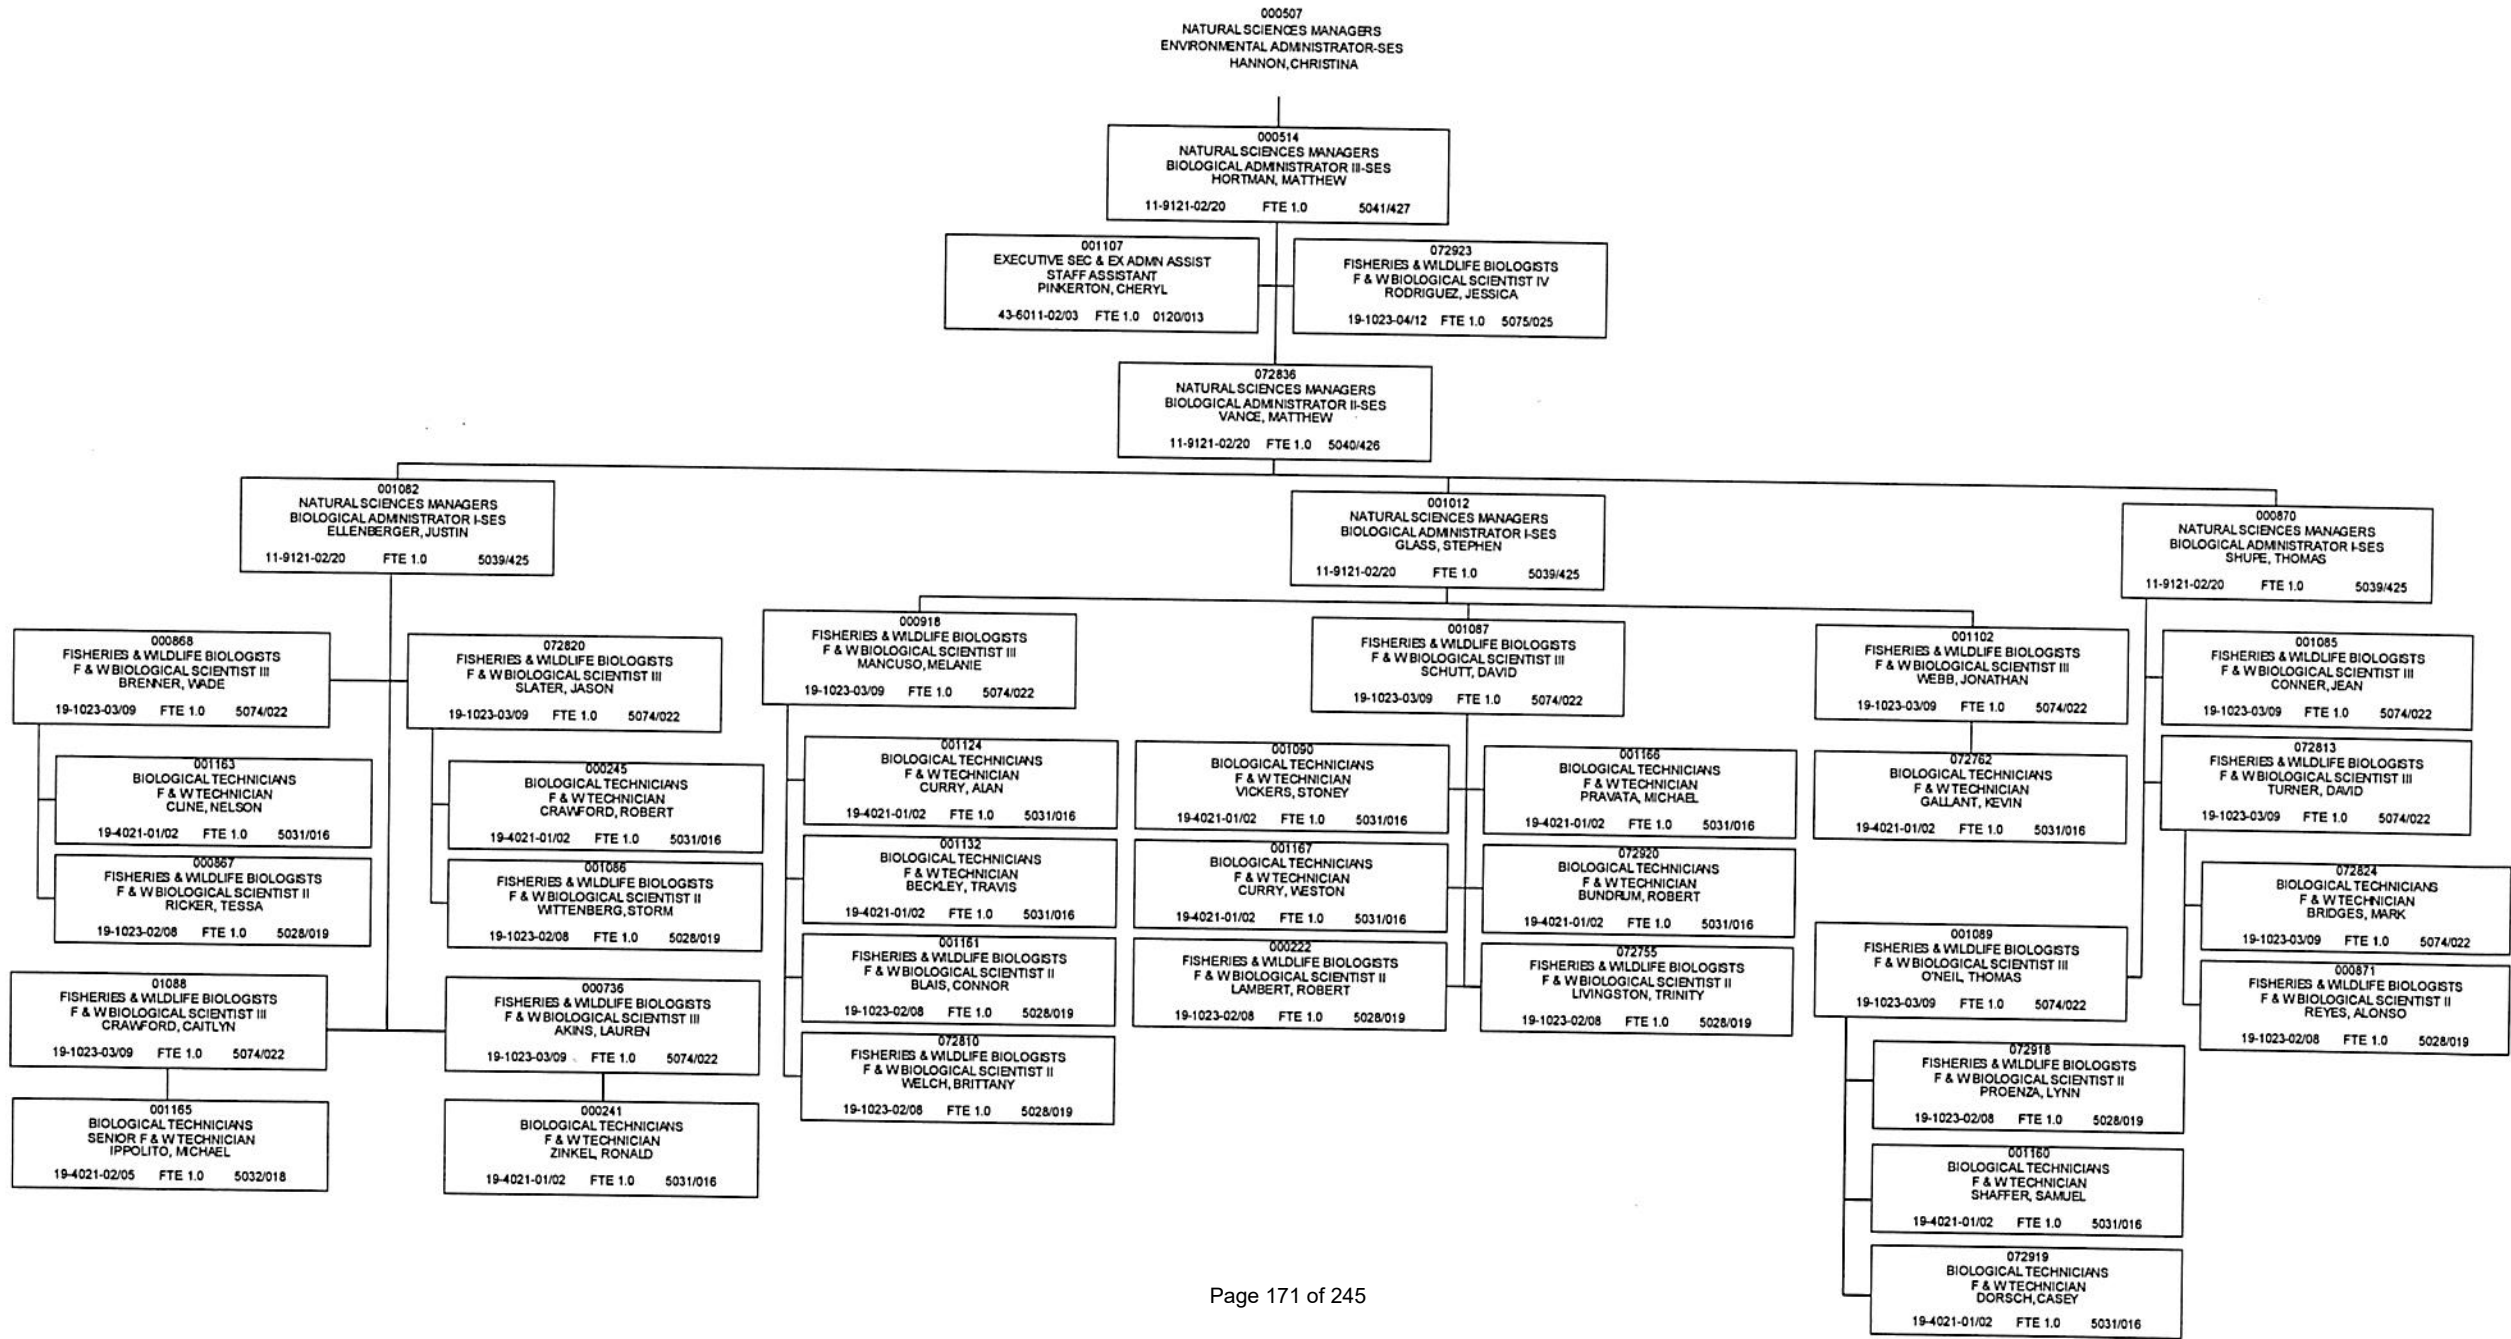 000507
NATURAL SCIENCES MANAGERS
ENVIRONMENTAL ADMINISTRATOR-SES
HANNON, CHRISTINA
000514
NATURAL SCIENCES MANAGERS
BIOLOGICAL ADMINISTRATOR III-SES
HORTMAN, MATTHEW
11-9121-02/20 FTE 1.0 5041/427
001107
EXECUTIVE SEC & EX ADMN ASSIST
STAFF ASSISTANT
PINKERTON, CHERYL
43-6011-02/03 FTE 1.0 0120/013
072923
FISHERIES & WILDLIFE BIOLOGISTS
F & W BIOLOGICAL SCIENTIST IV
RODRIGUEZ, JESSICA
19-1023-04/12 FTE 1.0 5075/025
072836
NATURAL SCIENCES MANAGERS
BIOLOGICAL ADMINISTRATOR II-SES
VANCE, MATTHEW
11-9121-02/20 FTE 1.0 5040/426
001082
NATURAL SCIENCES MANAGERS
BIOLOGICAL ADMINISTRATOR I-SES
ELLENBERGER, JUSTIN
11-9121-02/20 FTE 1.0 5039/425
001012
NATURAL SCIENCES MANAGERS
BIOLOGICAL ADMINISTRATOR I-SES
GLASS, STEPHEN
11-9121-02/20 FTE 1.0 5039/425
000870
NATURAL SCIENCES MANAGERS
BIOLOGICAL ADMINISTRATOR I-SES
SHUPE, THOMAS
11-9121-02/20 FTE 1.0 5039/425
000868
FISHERIES & WILDLIFE BIOLOGISTS
F & W BIOLOGICAL SCIENTIST III
BRENNER, WADE
19-1023-03/09 FTE 1.0 5074/022
072820
FISHERIES & WILDLIFE BIOLOGISTS
F & W BIOLOGICAL SCIENTIST III
SLATER, JASON
19-1023-03/09 FTE 1.0 5074/022
000918
FISHERIES & WILDLIFE BIOLOGISTS
F & W BIOLOGICAL SCIENTIST III
MANCUSO, MELANIE
19-1023-03/09 FTE 1.0 5074/022
001087
FISHERIES & WILDLIFE BIOLOGISTS
F & W BIOLOGICAL SCIENTIST III
SCHUTT, DAVID
19-1023-03/09 FTE 1.0 5074/022
001102
FISHERIES & WILDLIFE BIOLOGISTS
F & W BIOLOGICAL SCIENTIST III
WEBB, JONATHAN
19-1023-03/09 FTE 1.0 5074/022
001085
FISHERIES & WILDLIFE BIOLOGISTS
F & W BIOLOGICAL SCIENTIST III
CONNER, JEAN
19-1023-03/09 FTE 1.0 5074/022
001163
BIOLOGICAL TECHNICIANS
F & W TECHNICIAN
CLINE, NELSON
19-4021-01/02 FTE 1.0 5031/016
000245
BIOLOGICAL TECHNICIANS
F & W TECHNICIAN
CRAWFORD, ROBERT
19-4021-01/02 FTE 1.0 5031/016
001124
BIOLOGICAL TECHNICIANS
F & W TECHNICIAN
CURRY, ALAN
19-4021-01/02 FTE 1.0 5031/016
001090
BIOLOGICAL TECHNICIANS
F & W TECHNICIAN
VICKERS, STONEY
19-4021-01/02 FTE 1.0 5031/016
001166
BIOLOGICAL TECHNICIANS
F & W TECHNICIAN
PRAVATA, MICHAEL
19-4021-01/02 FTE 1.0 5031/016
072762
BIOLOGICAL TECHNICIANS
F & W TECHNICIAN
GALLANT, KEVIN
19-4021-01/02 FTE 1.0 5031/016
072813
FISHERIES & WILDLIFE BIOLOGISTS
F & W BIOLOGICAL SCIENTIST III
TURNER, DAVID
19-1023-03/09 FTE 1.0 5074/022
000867
FISHERIES & WILDLIFE BIOLOGISTS
F & W BIOLOGICAL SCIENTIST II
RICKER, TESSA
19-1023-02/08 FTE 1.0 5028/019
001086
FISHERIES & WILDLIFE BIOLOGISTS
F & W BIOLOGICAL SCIENTIST II
WITTENBERG, STORM
19-1023-02/08 FTE 1.0 5028/019
001132
BIOLOGICAL TECHNICIANS
F & W TECHNICIAN
BECKLEY, TRAVIS
19-4021-01/02 FTE 1.0 5031/016
001167
BIOLOGICAL TECHNICIANS
F & W TECHNICIAN
CURRY, WESTON
19-4021-01/02 FTE 1.0 5031/016
072920
BIOLOGICAL TECHNICIANS
F & W TECHNICIAN
BUNDRUM, ROBERT
19-4021-01/02 FTE 1.0 5031/016
072824
BIOLOGICAL TECHNICIANS
F & W TECHNICIAN
BRIDGES, MARK
19-1023-03/09 FTE 1.0 5074/022
01088
FISHERIES & WILDLIFE BIOLOGISTS
F & W BIOLOGICAL SCIENTIST III
CRAWFORD, CAITLYN
19-1023-03/09 FTE 1.0 5074/022
000736
FISHERIES & WILDLIFE BIOLOGISTS
F & W BIOLOGICAL SCIENTIST III
AKINS, LAUREN
19-1023-03/09 FTE 1.0 5074/022
001161
FISHERIES & WILDLIFE BIOLOGISTS
F & W BIOLOGICAL SCIENTIST II
BLAIS, CONNOR
19-1023-02/08 FTE 1.0 5028/019
000222
FISHERIES & WILDLIFE BIOLOGISTS
F & W BIOLOGICAL SCIENTIST II
LAMBERT, ROBERT
19-1023-02/08 FTE 1.0 5028/019
072755
FISHERIES & WILDLIFE BIOLOGISTS
F & W BIOLOGICAL SCIENTIST II
LIVINGSTON, TRINITY
19-1023-02/08 FTE 1.0 5028/019
001089
FISHERIES & WILDLIFE BIOLOGISTS
F & W BIOLOGICAL SCIENTIST III
O'NEIL, THOMAS
19-1023-03/09 FTE 1.0 5074/022
000871
FISHERIES & WILDLIFE BIOLOGISTS
F & W BIOLOGICAL SCIENTIST II
REYES, ALONSO
19-1023-02/08 FTE 1.0 5028/019
072810
FISHERIES & WILDLIFE BIOLOGISTS
F & W BIOLOGICAL SCIENTIST II
WELCH, BRITTANY
19-1023-02/08 FTE 1.0 5028/019
072918
FISHERIES & WILDLIFE BIOLOGISTS
F & W BIOLOGICAL SCIENTIST II
PROENZA, LYNN
19-1023-02/08 FTE 1.0 5028/019
001165
BIOLOGICAL TECHNICIANS
SENIOR F & W TECHNICIAN
IPPOLITO, MICHAEL
19-4021-02/05 FTE 1.0 5032/018
000241
BIOLOGICAL TECHNICIANS
F & W TECHNICIAN
ZINKEL, RONALD
19-4021-01/02 FTE 1.0 5031/016
001160
BIOLOGICAL TECHNICIANS
F & W TECHNICIAN
SHAFFER, SAMUEL
19-4021-01/02 FTE 1.0 5031/016
072919
BIOLOGICAL TECHNICIANS
F & W TECHNICIAN
DORSCH, CASEY
19-4021-01/02 FTE 1.0 5031/016
Page 171 of 245